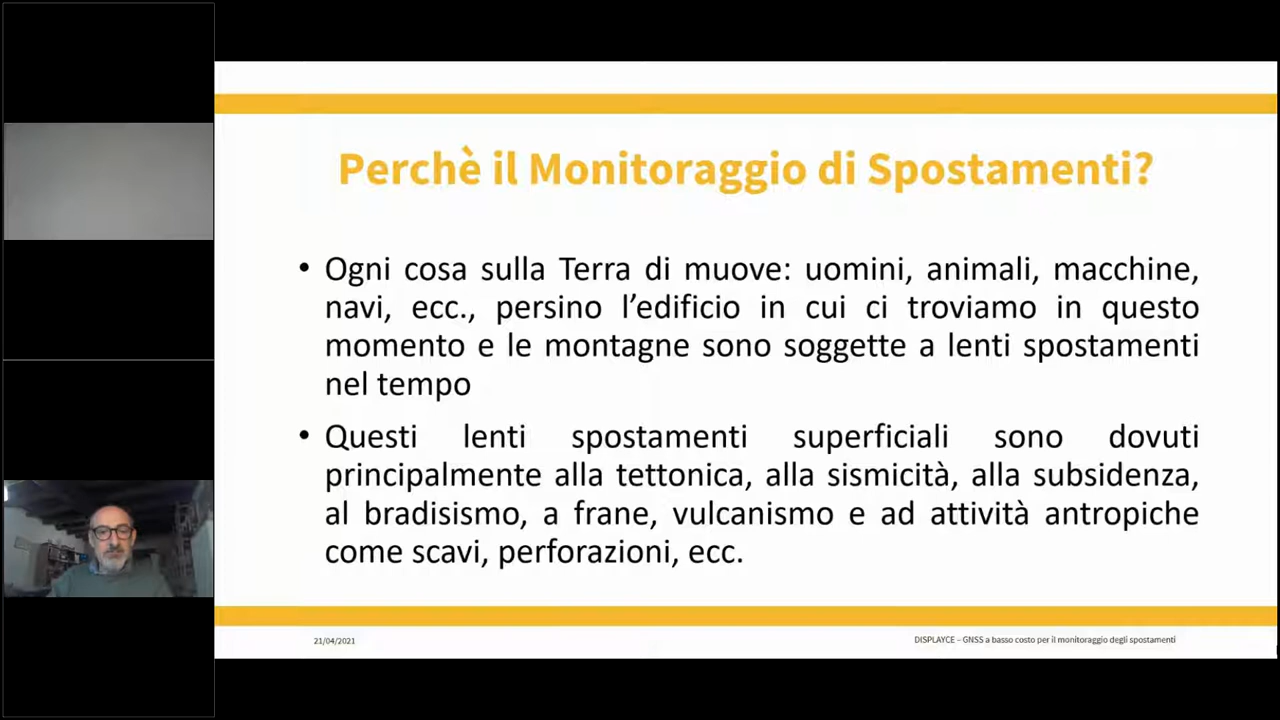 Perchè il Monitoraggio di Spostamenti?
• Ogni cosa sulla Terra di muove: uomini, animali, macchine,
navi, ecc., persino l’edificio in cui ci troviamo in questo
momento e le montagne sono soggette a lenti spostamenti
nel tempo
• Questi lenti spostamenti superficiali sono dovuti
principalmente alla tettonica, alla sismicità, alla subsidenza,
al bradisismo, a frane, vulcanismo e ad attività antropiche
come scavi, perforazioni, ecc.
21/04/2021
DISPLAYCE – GNSS a basso costo per il monitoraggio degli spostamenti